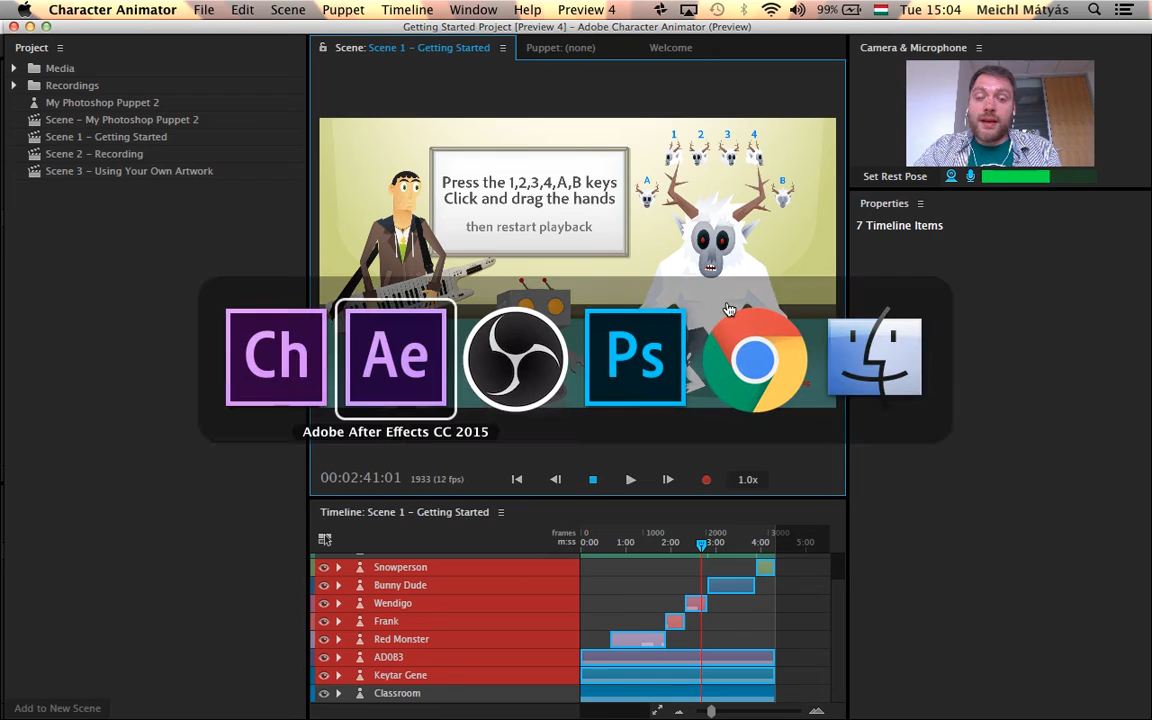 Character Animator File Edit Scene Puppet Timeline Window Help Preview 4 99% Tue 15:04 Meichl Mátyás
Getting Started Project [Preview 4] - Adobe Character Animator (Preview)
Project
Media
Recordings
My Photoshop Puppet 2
Scene - My Photoshop Puppet 2
Scene 1 - Getting Started
Scene 2 - Recording
Scene 3 - Using Your Own Artwork
Add to New Scene
Scene: Scene 1 - Getting Started Puppet: (none) Welcome
1 2 3 4
A B
Press the 1,2,3,4,A,B keys
Click and drag the hands
then restart playback
Ch Ae Ps
Adobe After Effects CC 2015
00:02:41:01 1933 (12 fps) 1.0x
Timeline: Scene 1 - Getting Started
frames 0 1000 2000 3000
m:ss 0:00 1:00 2:00 3:00 4:00 5:00
Snowperson
Bunny Dude
Wendigo
Frank
Red Monster
AD0B3
Keytar Gene
Classroom
Camera & Microphone
Set Rest Pose
Properties
7 Timeline Items